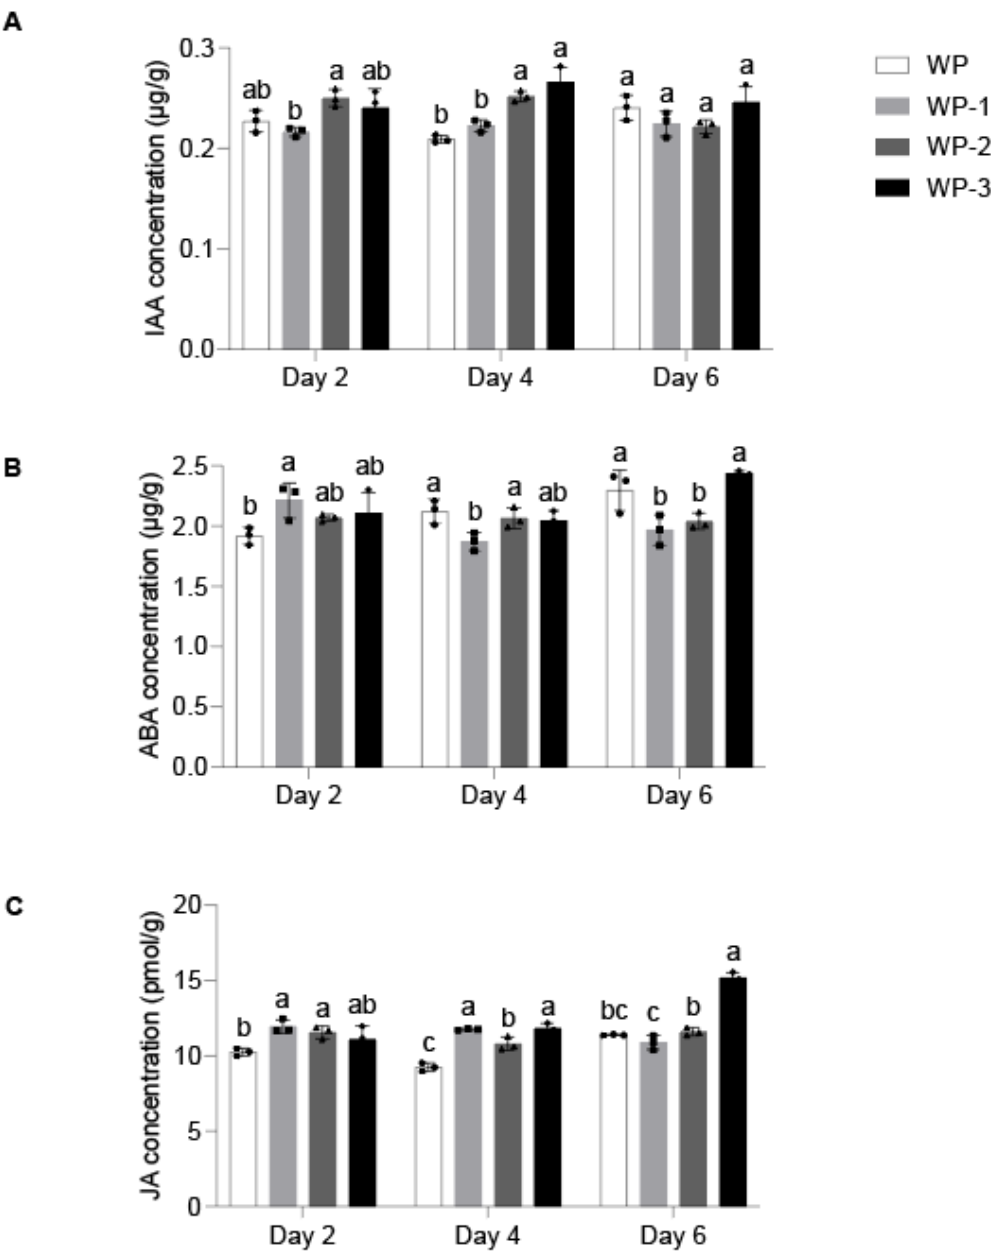 A
IAA concentration (µg/g)
0.3
0.2
0.1
0.0
ab b a ab
b b a a
a a a a
Day 2 Day 4 Day 6
WP
WP-1
WP-2
WP-3
B
ABA concentration (µg/g)
2.5
2.0
1.5
1.0
0.5
0.0
b a ab ab
a b a ab
a b b a
Day 2 Day 4 Day 6
C
JA concentration (pmol/g)
20
15
10
5
0
b a a ab
c a b a
bc c b a
Day 2 Day 4 Day 6